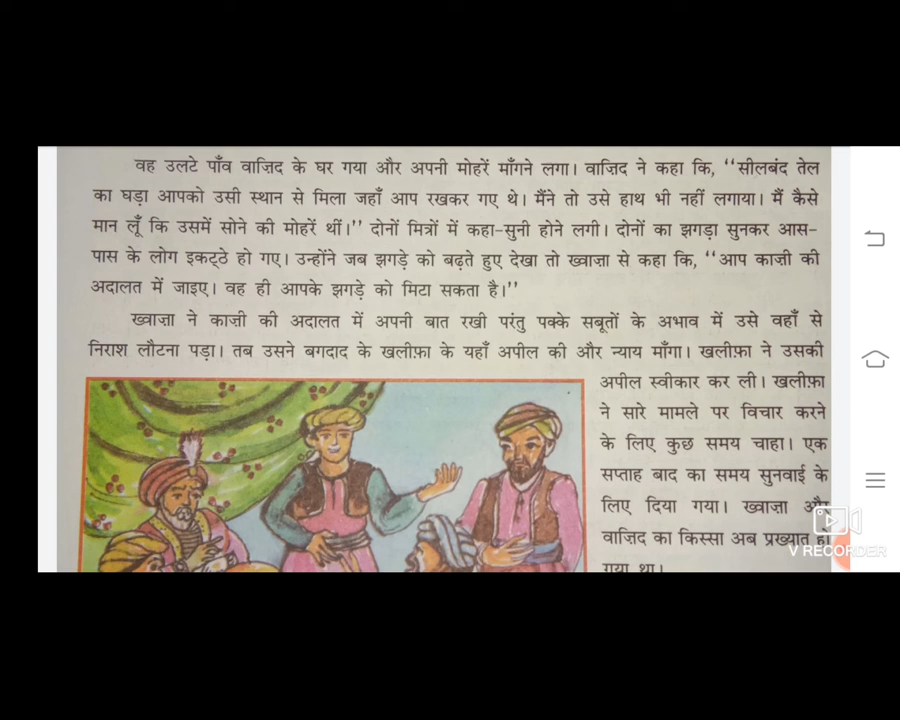 वह उलटे पाँव वाज़िद के घर गया और अपनी मोहरें माँगने लगा। वाज़िद ने कहा कि, ‘‘सीलबंद तेल
का घड़ा आपको उसी स्थान से मिला जहाँ आप रखकर गए थे। मैंने तो उसे हाथ भी नहीं लगाया। मैं कैसे
मान लूँ कि उसमें सोने की मोहरें थीं।’’ दोनों मित्रों में कहा-सुनी होने लगी। दोनों का झगड़ा सुनकर आस-
पास के लोग इकट्ठे हो गए। उन्होंने जब झगड़े को बढ़ते हुए देखा तो ख्वाज़ा से कहा कि, ‘‘आप काज़ी की
अदालत में जाइए। वह ही आपके झगड़े को मिटा सकता है।’’
ख्वाज़ा ने काज़ी की अदालत में अपनी बात रखी परंतु पक्के सबूतों के अभाव में उसे वहाँ से
निराश लौटना पड़ा। तब उसने बगदाद के खलीफ़ा के यहाँ अपील की और न्याय माँगा। खलीफ़ा ने उसकी
अपील स्वीकार कर ली। खलीफ़ा
ने सारे मामले पर विचार करने
के लिए कुछ समय चाहा। एक
सप्ताह बाद का समय सुनवाई के
लिए दिया गया। ख्वाज़ा और
वाज़िद का किस्सा अब प्रख्यात हो
गया था।
V RECORDER